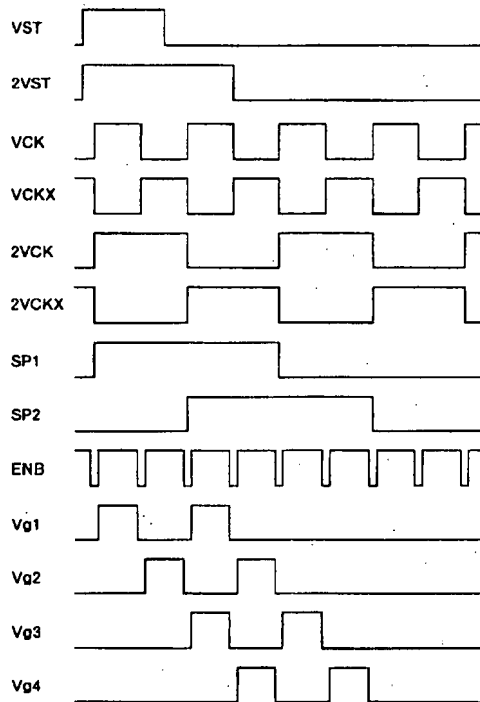 VST
2VST
VCK
VCKX
2VCK
2VCKX
SP1
SP2
ENB
Vg1
Vg2
Vg3
Vg4